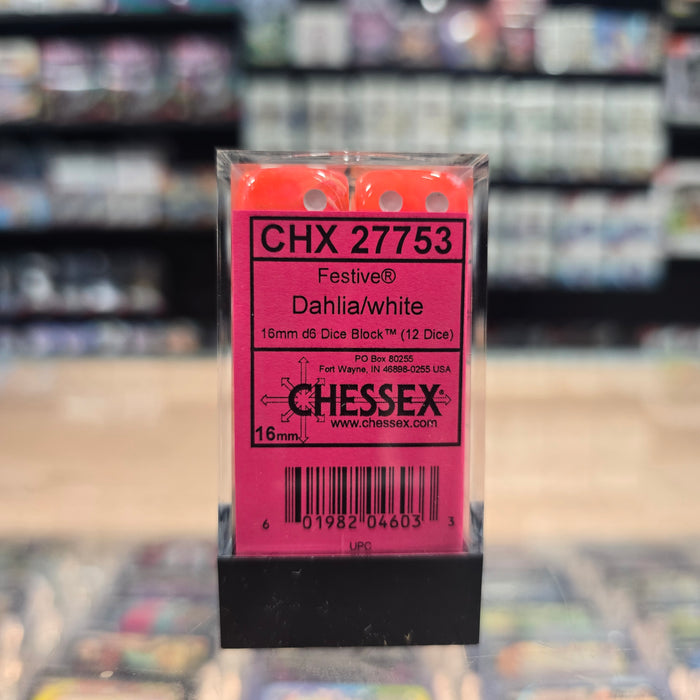 CHX 27753
Festive®
Dahlia/white
16mm d6 Dice Block™ (12 Dice)
PO Box 80255
Fort Wayne, IN 46898-0255 USA
CHESSEX®
www.chessex.com
16mm
6 01982 04603 3
UPC